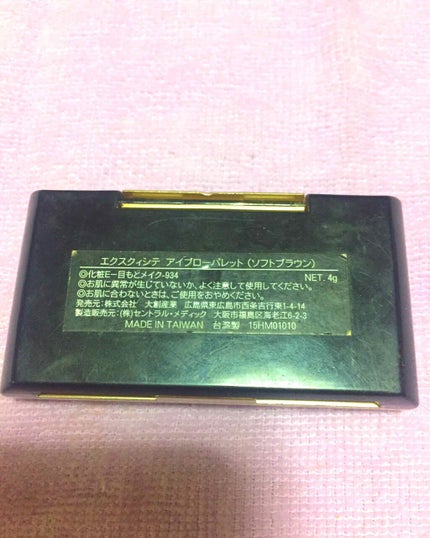 エクスクィシテ アイブローパレット (ソフトブラウン)
◎化粧E-目もとメイク-934 NET. 4g
◎お肌に異常が生じていないか、よく注意して使用してください。
◎お肌に合わないときは、ご使用をおやめください。
発売元:株式会社 大創産業 広島県東広島市西条吉行東1-4-14
製造販売元:(株)セントラル・メディック 大阪市福島区海老江6-2-3
MADE IN TAIWAN 台灣製 15HM01010